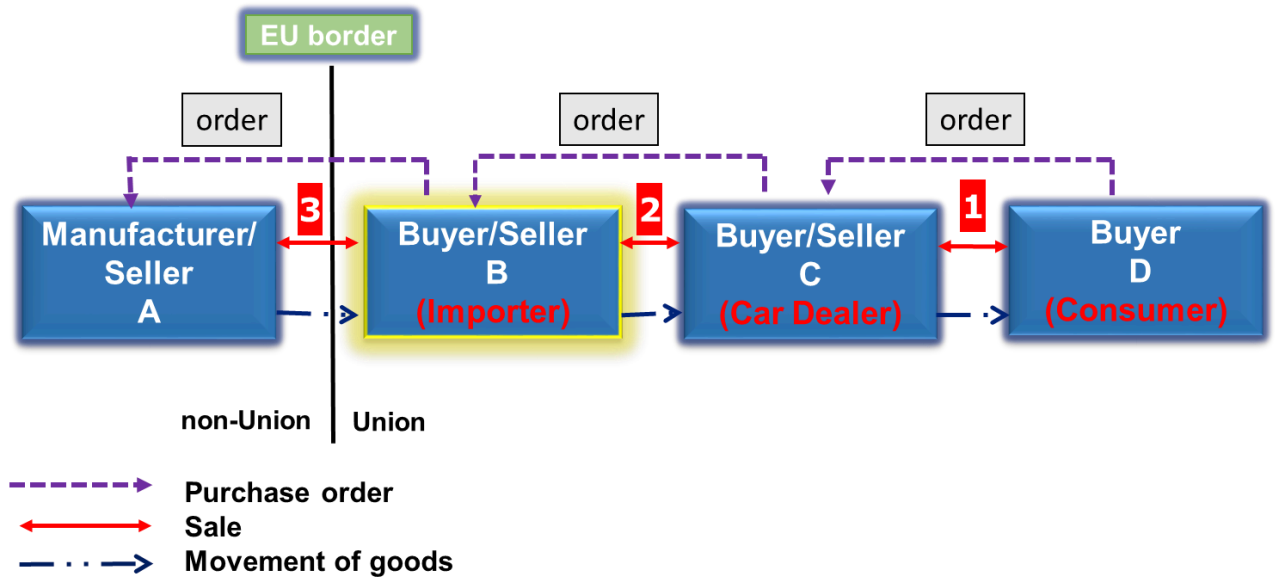 EU border
order
order
order
3
2
1
Manufacturer/
Seller
A
Buyer/Seller
B
(Importer)
Buyer/Seller
C
(Car Dealer)
Buyer
D
(Consumer)
non-Union
Union
Purchase order
Sale
Movement of goods